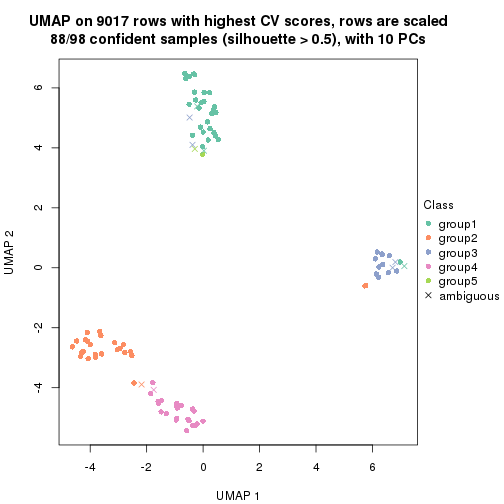 UMAP on 9017 rows with highest CV scores, rows are scaled
88/98 confident samples (silhouette > 0.5), with 10 PCs
6
4
2
0
-2
-4
UMAP 2
-4
-2
0
2
4
6
UMAP 1
Class
group1
group2
group3
group4
group5
ambiguous